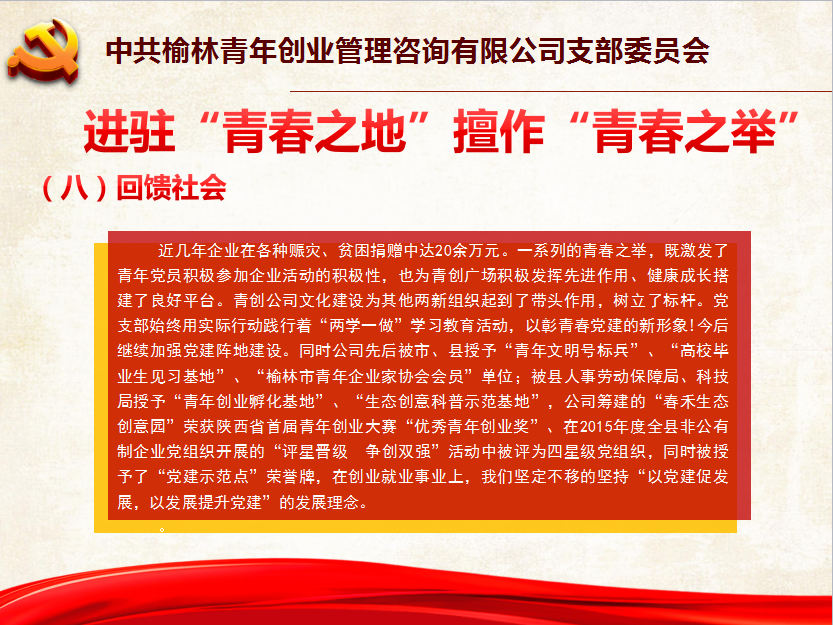 中共榆林青年创业管理咨询有限公司支部委员会
进驻“青春之地”擅作“青春之举”
（八）回馈社会
近几年企业在各种赈灾、贫困捐赠中达20余万元。一系列的青春之举，既激发了
青年党员积极参加企业活动的积极性，也为青创广场积极发挥先进作用、健康成长搭
建了良好平台。青创公司文化建设为其他两新组织起到了带头作用，树立了标杆。党
支部始终用实际行动践行着“两学一做”学习教育活动，以彰青春党建的新形象!今后
继续加强党建阵地建设。同时公司先后被市、县授予“青年文明号标兵”、“高校毕
业生见习基地”、“榆林市青年企业家协会会员”单位；被县人事劳动保障局、科技
局授予“青年创业孵化基地”、“生态创意科普示范基地”，公司筹建的“春禾生态
创意园”荣获陕西省首届青年创业大赛“优秀青年创业奖”、在2015年度全县非公有
制企业党组织开展的“评星晋级　争创双强”活动中被评为四星级党组织，同时被授
予了“党建示范点”荣誉牌，在创业就业事业上，我们坚定不移的坚持“以党建促发
展，以发展提升党建”的发展理念。
。